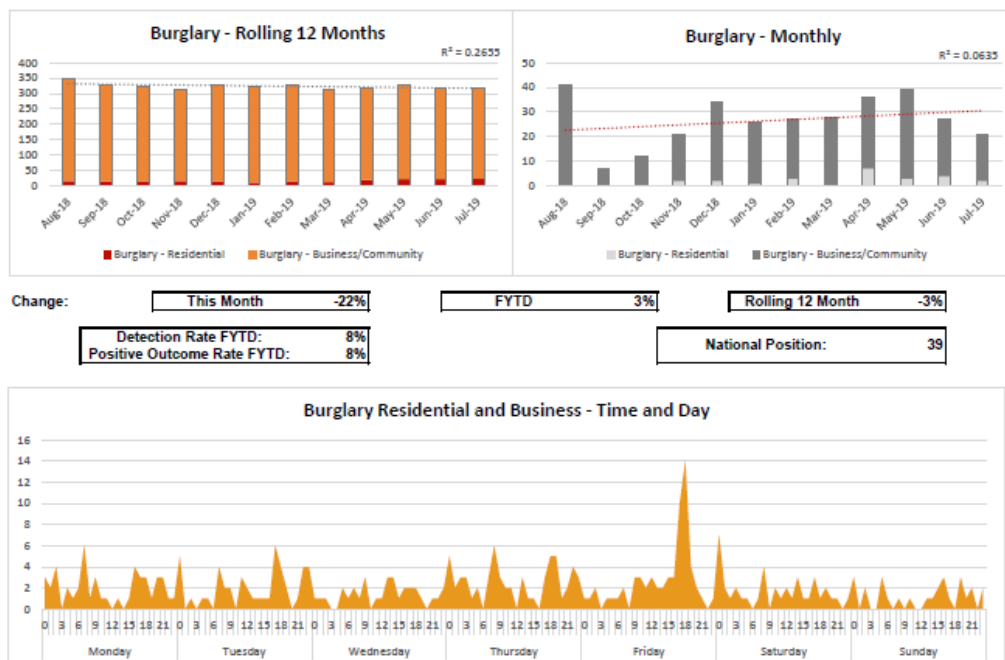 Burglary - Rolling 12 Months
R² = 0.2655
400
350
300
250
200
150
100
50
0
Aug-18 Sep-18 Oct-18 Nov-18 Dec-18 Jan-19 Feb-19 Mar-19 Apr-19 May-19 Jun-19 Jul-19
Burglary - Residential Burglary - Business/Community
Burglary - Monthly
R² = 0.0635
50
40
30
20
10
0
Aug-18 Sep-18 Oct-18 Nov-18 Dec-18 Jan-19 Feb-19 Mar-19 Apr-19 May-19 Jun-19 Jul-19
Burglary - Residential Burglary - Business/Community
Change: This Month -22% FYTD 3% Rolling 12 Month -3%
Detection Rate FYTD: 8%
Positive Outcome Rate FYTD: 8%
National Position: 39
Burglary Residential and Business - Time and Day
16
14
12
10
8
6
4
2
0
0 3 6 9 12 15 18 21 0 3 6 9 12 15 18 21 0 3 6 9 12 15 18 21 0 3 6 9 12 15 18 21 0 3 6 9 12 15 18 21 0 3 6 9 12 15 18 21 0 3 6 9 12 15 18 21
Monday Tuesday Wednesday Thursday Friday Saturday Sunday